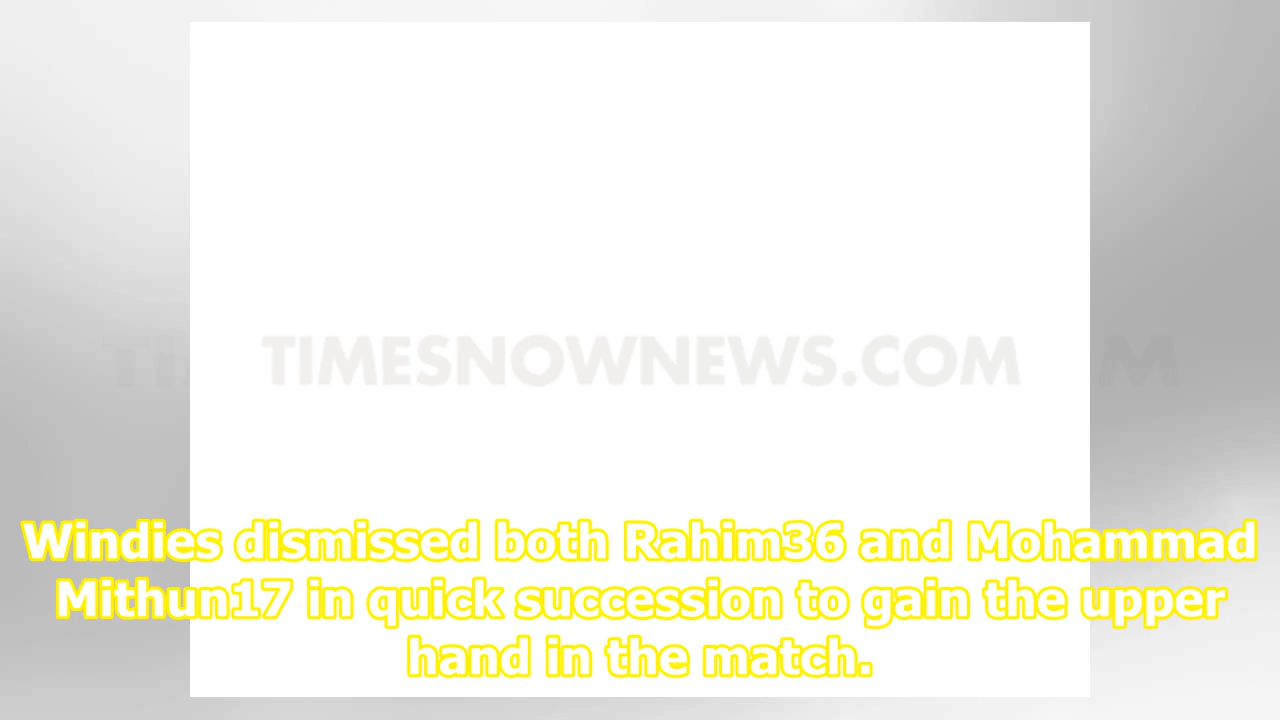 TIMESNOWNEWS.COM
Windies dismissed both Rahim36 and Mohammad
Mithun17 in quick succession to gain the upper
hand in the match.